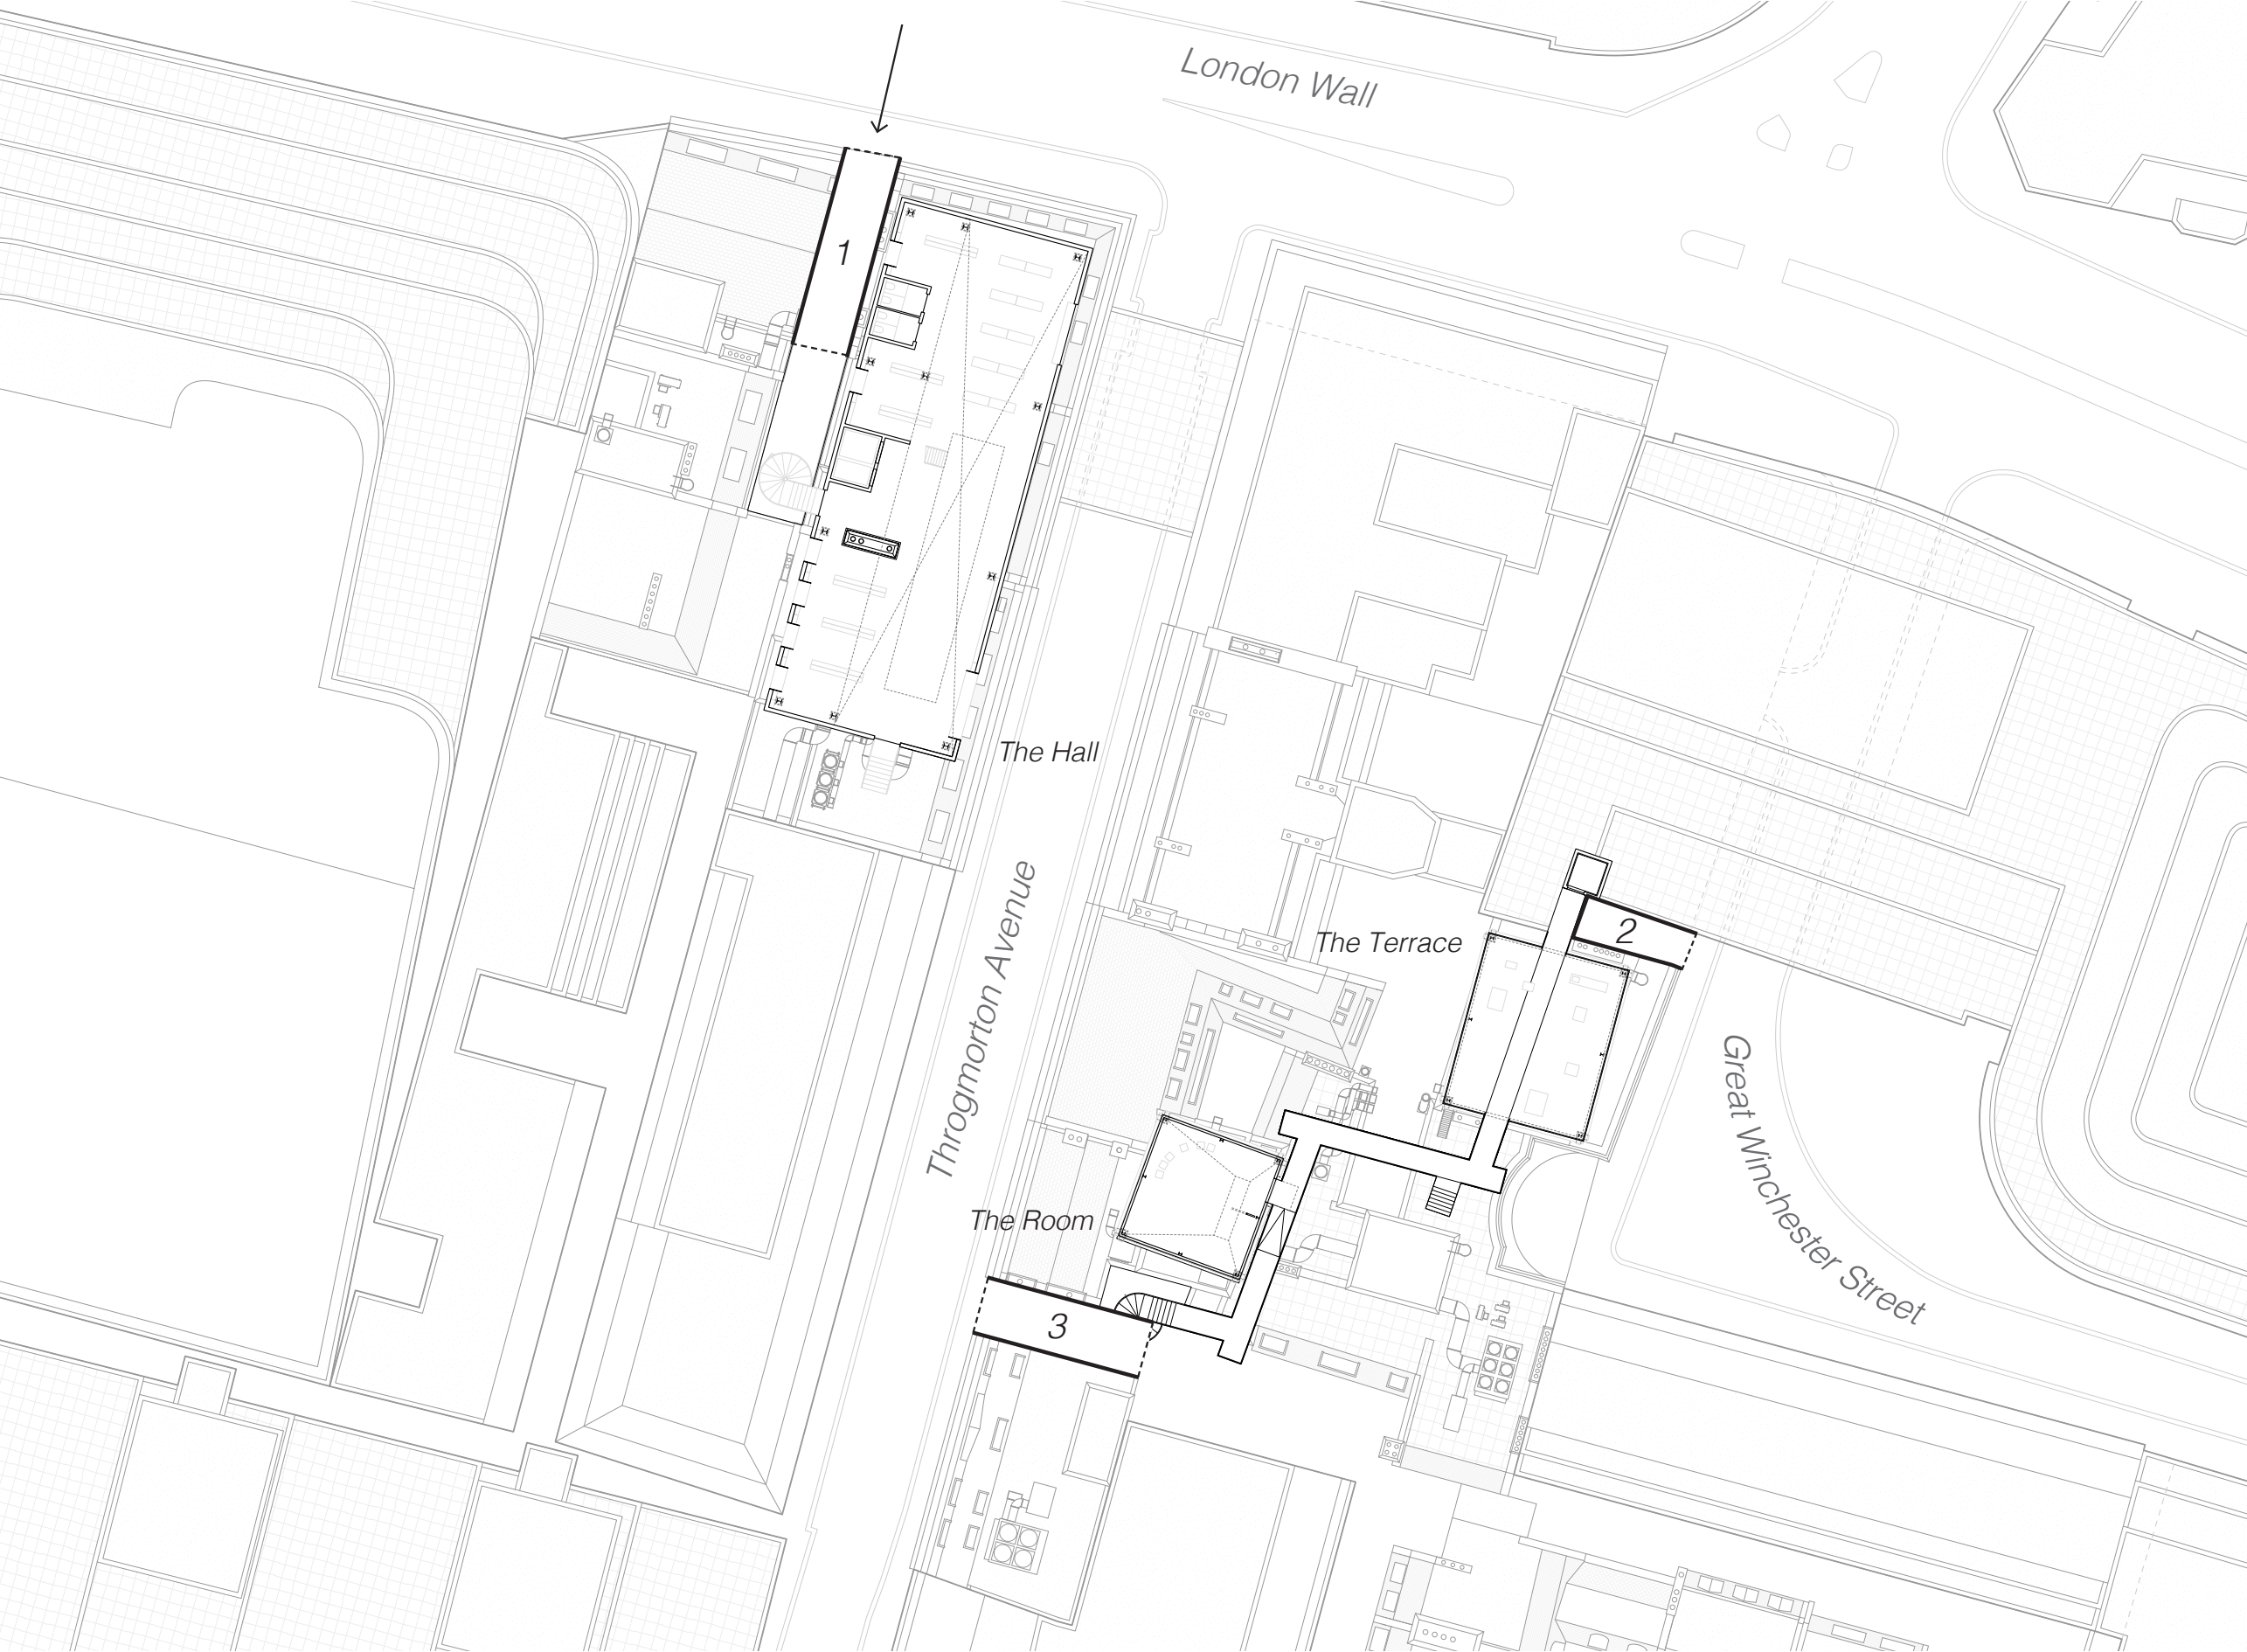 London Wall
1
The Hall
Throgmorton Avenue
The Terrace
2
Great Winchester Street
The Room
3